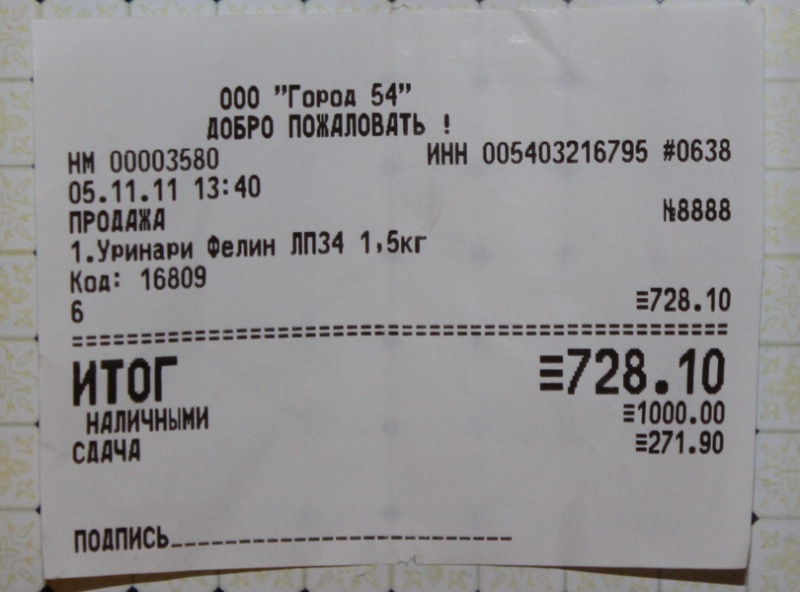 ООО "Город 54"
ДОБРО ПОЖАЛОВАТЬ !
НМ 00003580 ИНН 005403216795 #0638
05.11.11 13:40
ПРОДАЖА №8888
1.Уринари Фелин ЛП34 1,5кг
Код: 16809
6 ≡728.10
ИТОГ ≡728.10
НАЛИЧНЫМИ ≡1000.00
СДАЧА ≡271.90
ПОДПИСЬ